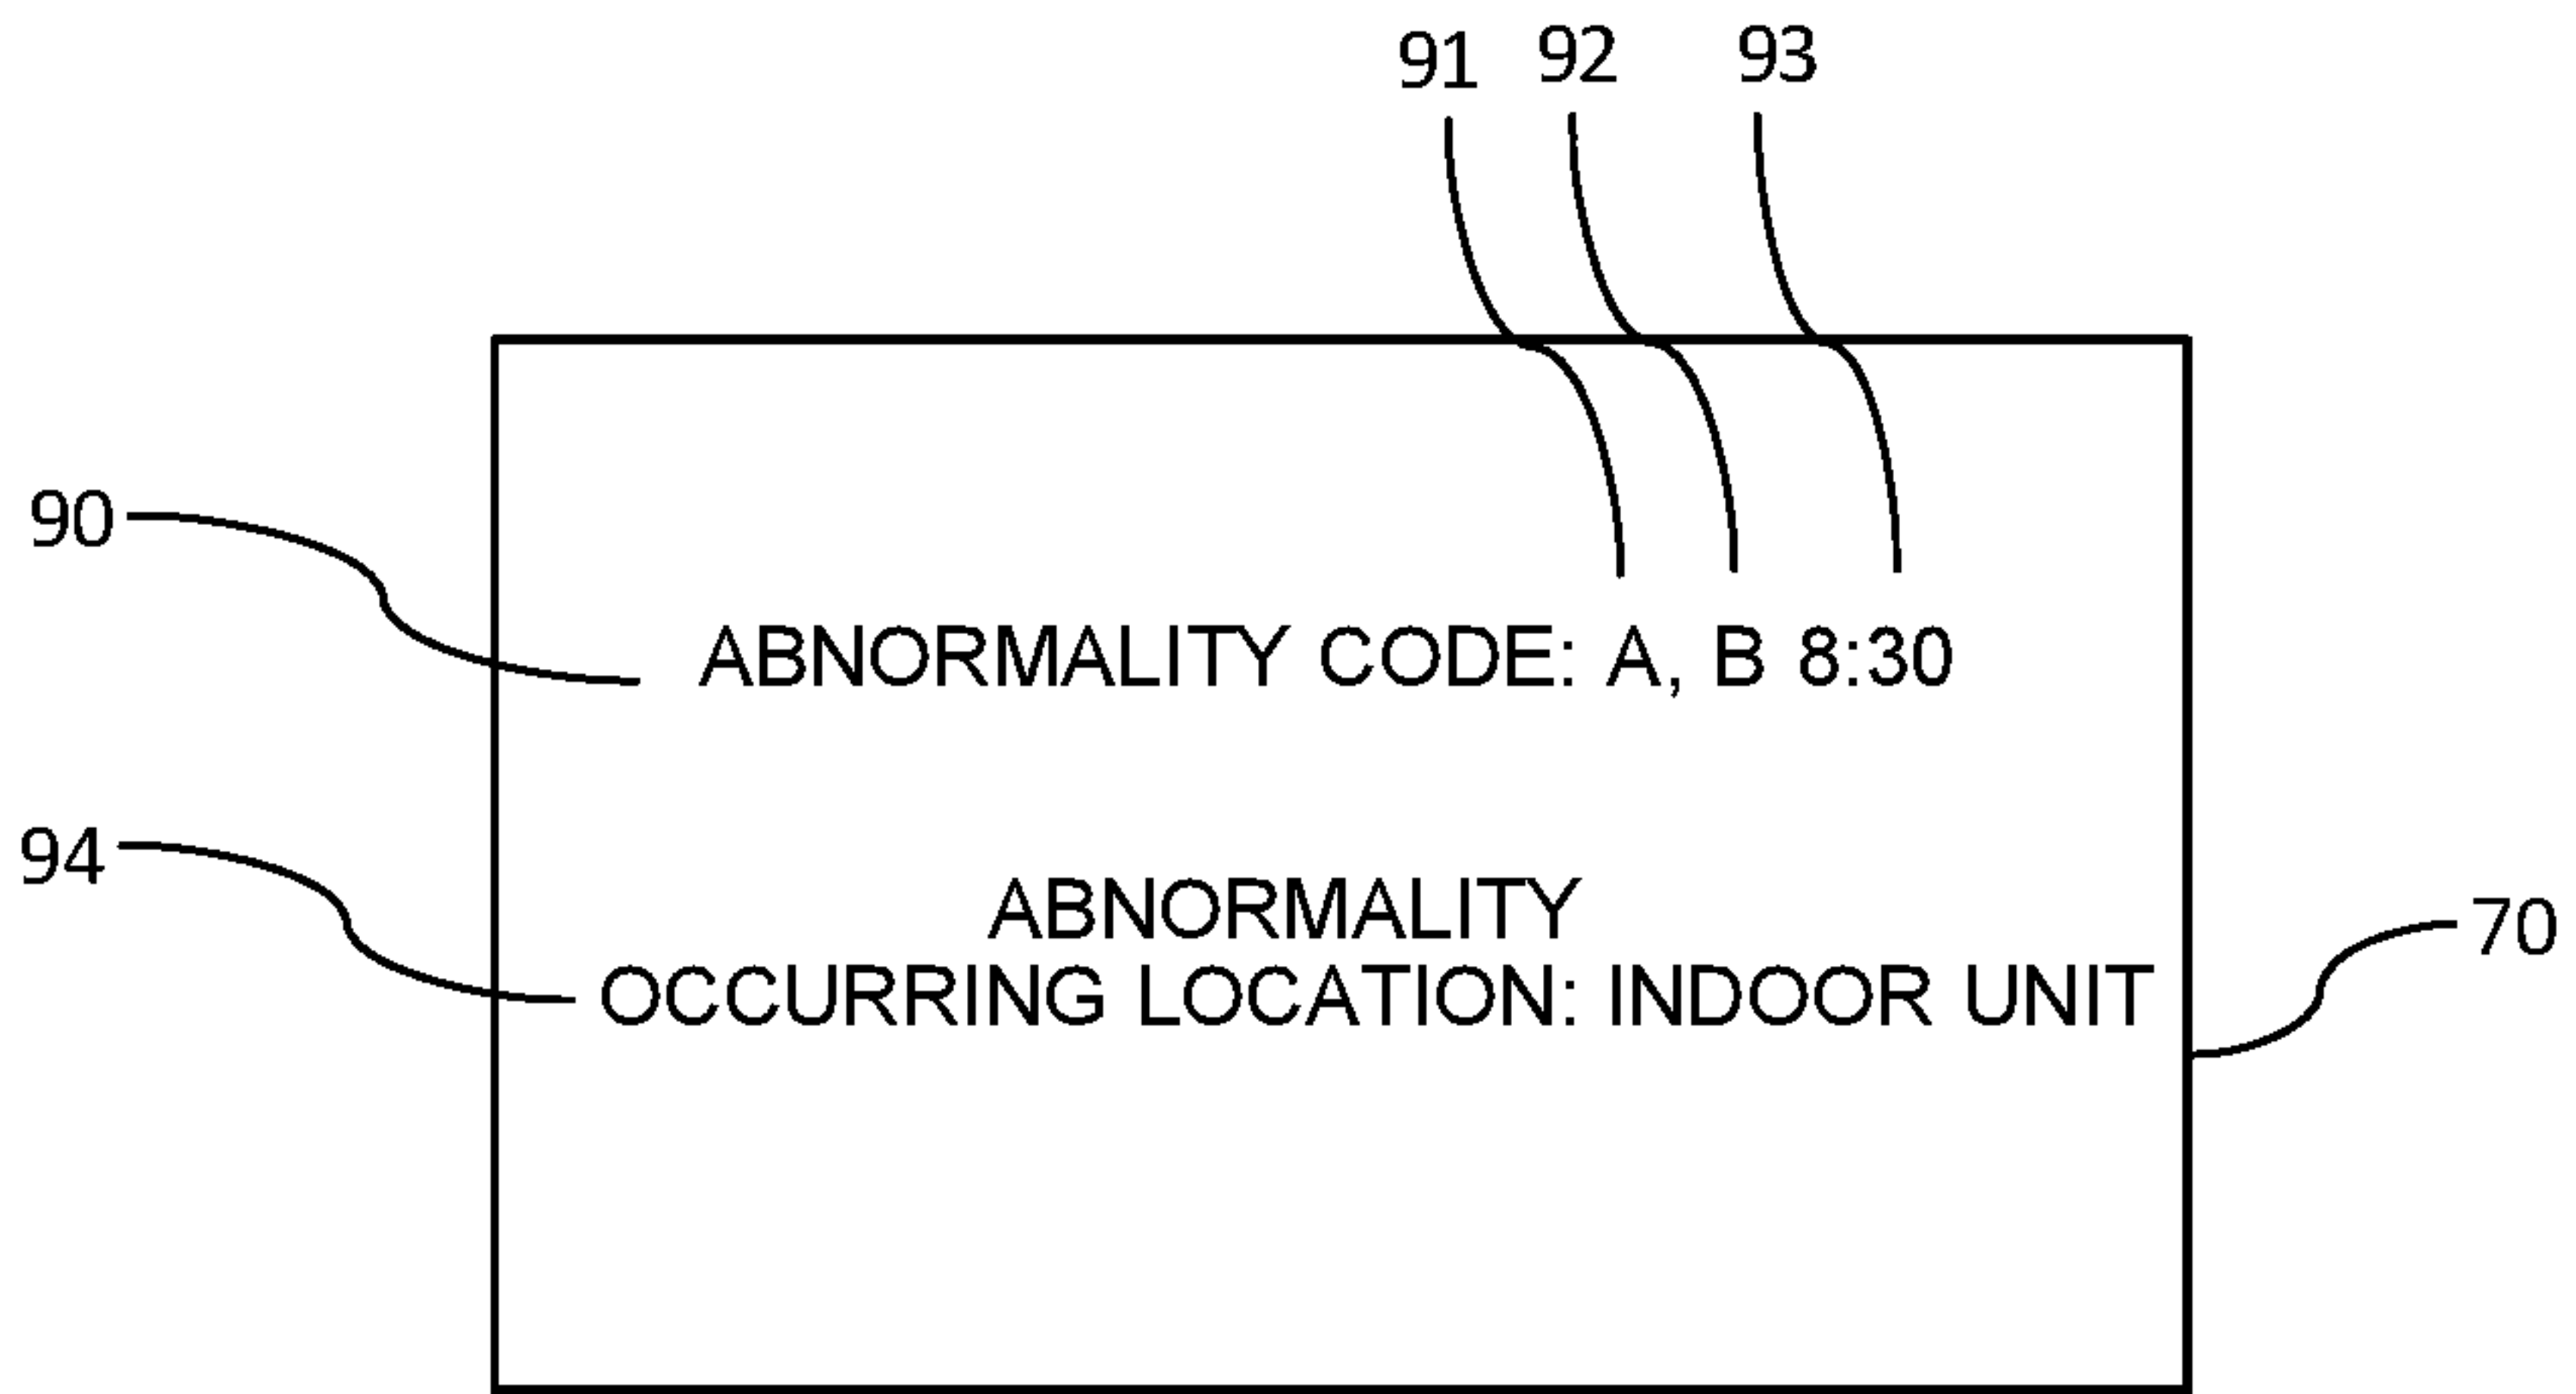 91 92 93
90
ABNORMALITY CODE: A, B 8:30
94
ABNORMALITY
70
OCCURRING LOCATION: INDOOR UNIT